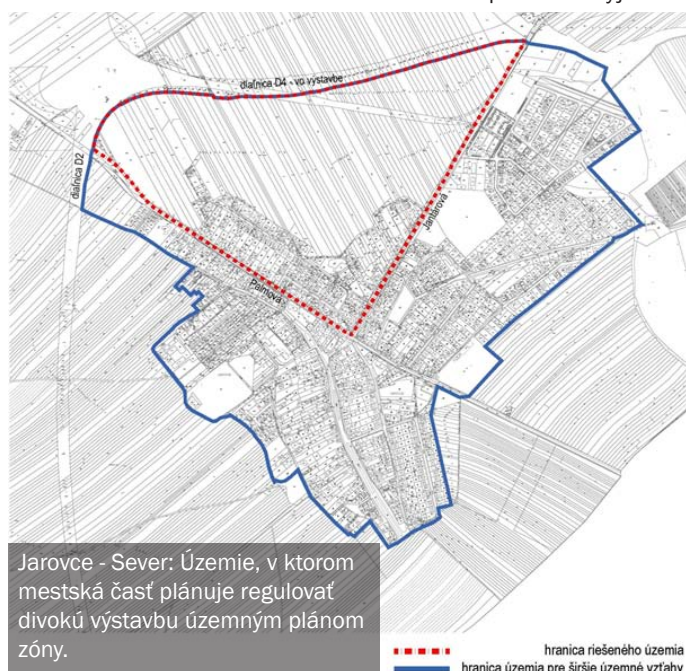 diaľnica D4 - vo výstavbe
diaľnica D2
Jantárová
Palmová
Jarovce - Sever: Územie, v ktorom
mestská časť plánuje regulovať
divokú výstavbu územným plánom
zóny.
hranica riešeného územia
hranica územia pre širšie územné vzťahy